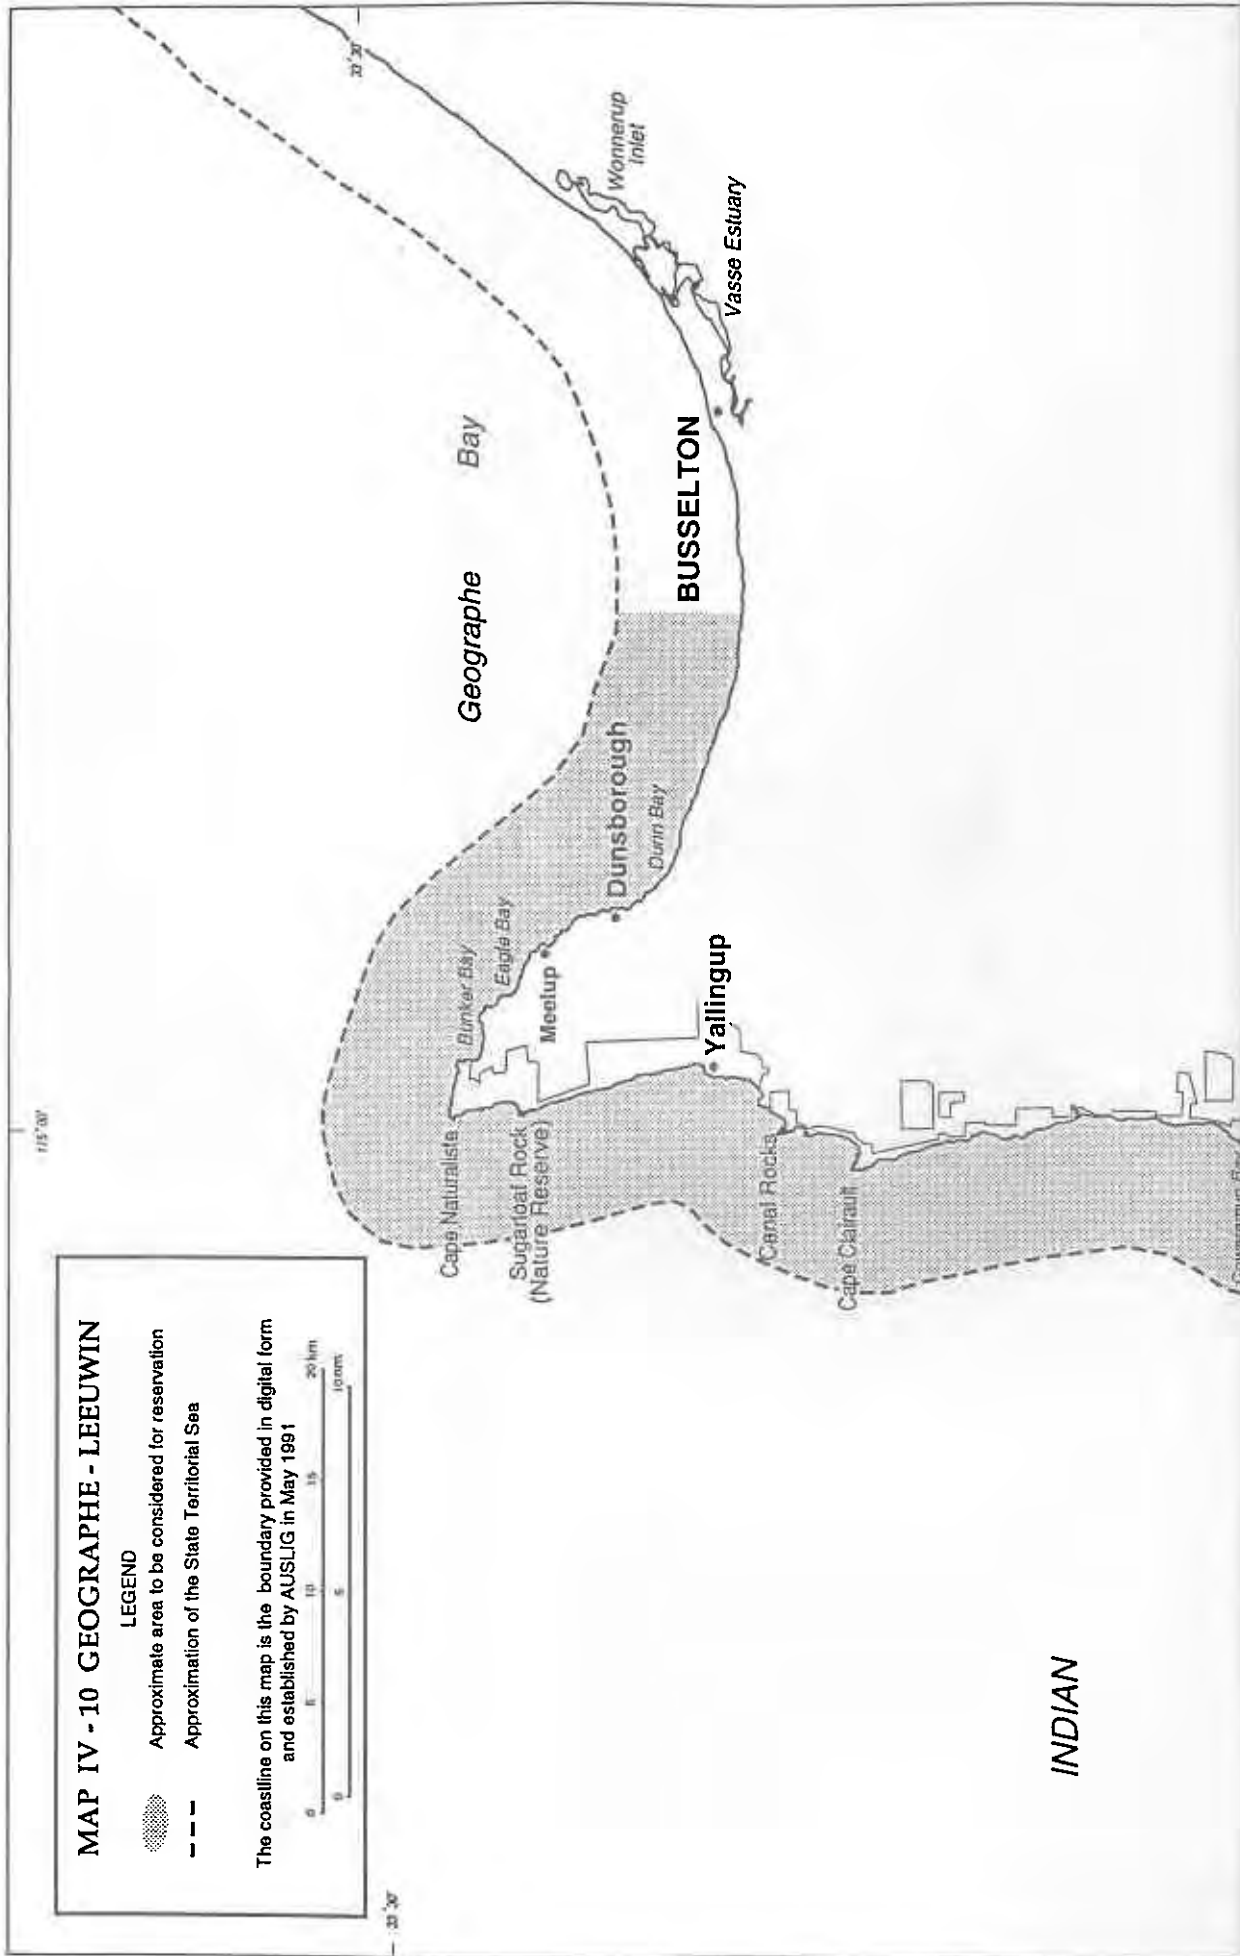 MAP IV - 10 GEOGRAPHE - LEEUWIN
LEGEND
Approximate area to be considered for reservation
Approximation of the State Territorial Sea
The coastline on this map is the boundary provided in digital form
and established by AUSLIG in May 1991
0 5 10 15 20 km
0 5 10 nm
115° 00'
33° 30'
33° 30'
Geographe Bay
Wonnerup
Inlet
Vasse Estuary
BUSSELTON
Dunsborough
Dunn Bay
Eagle Bay
Bunker Bay
Meelup
Yallingup
Cape Naturaliste
Sugarloaf Rock
(Nature Reserve)
Canal Rocks
Cape Clairault
INDIAN